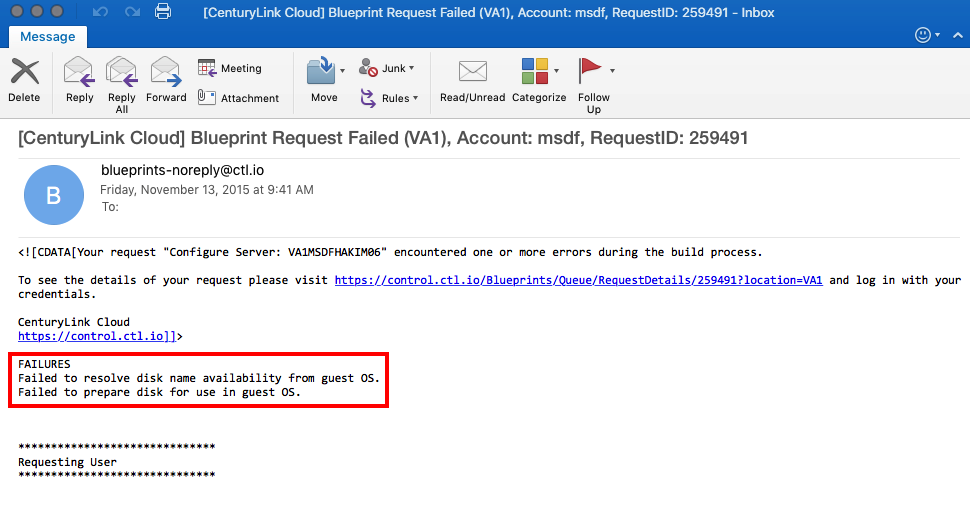 [CenturyLink Cloud] Blueprint Request Failed (VA1), Account: msdf, RequestID: 259491 - Inbox
Message
Delete
Reply
Reply All
Forward
Meeting
Attachment
Move
Junk
Rules
Read/Unread
Categorize
Follow Up
[CenturyLink Cloud] Blueprint Request Failed (VA1), Account: msdf, RequestID: 259491
B
blueprints-noreply@ctl.io
Friday, November 13, 2015 at 9:41 AM
To:
<![CDATA[Your request "Configure Server: VA1MSDFHAKIM06" encountered one or more errors during the build process.
To see the details of your request please visit https://control.ctl.io/Blueprints/Queue/RequestDetails/259491?location=VA1 and log in with your
credentials.
CenturyLink Cloud
https://control.ctl.io]]>
FAILURES
Failed to resolve disk name availability from guest OS.
Failed to prepare disk for use in guest OS.
******************************
Requesting User
******************************